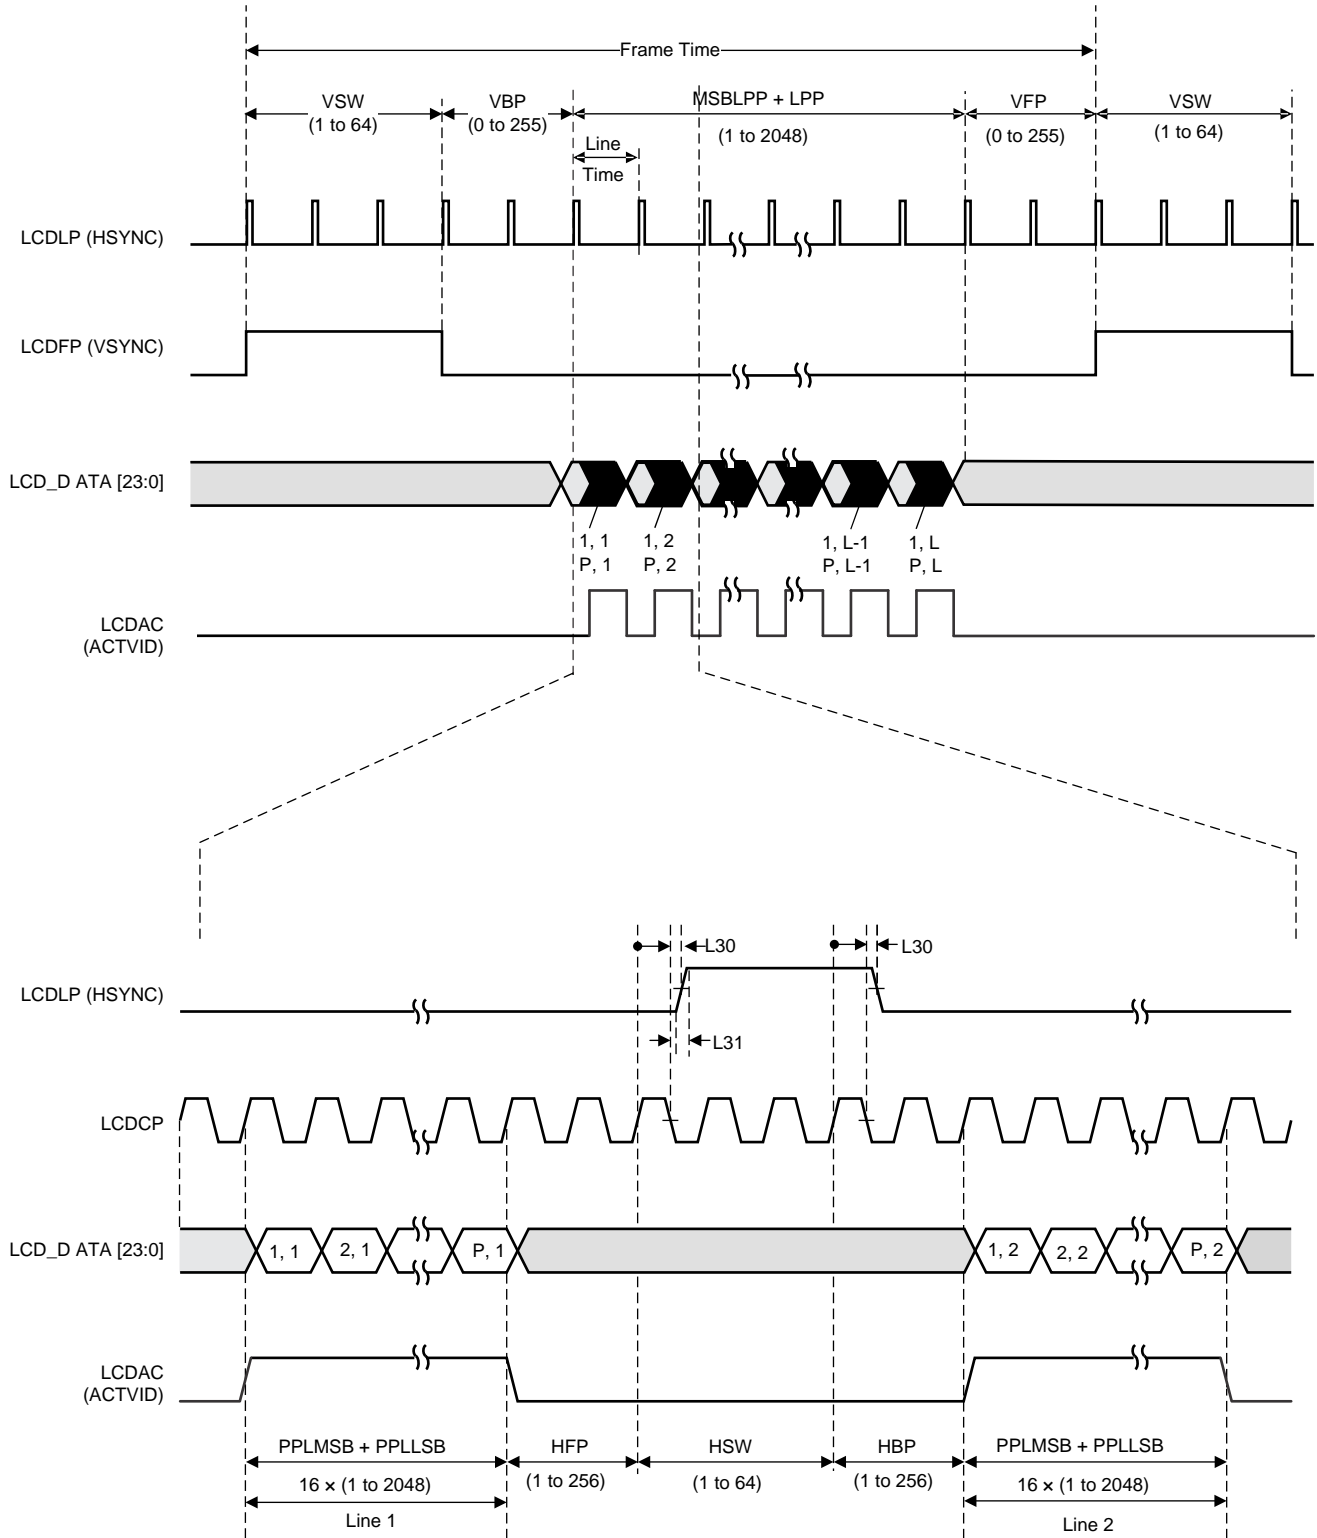 Frame Time
VSW
(1 to 64)
VBP
(0 to 255)
MSBLPP + LPP
(1 to 2048)
VFP
(0 to 255)
VSW
(1 to 64)
Line
Time
LCDLP (HSYNC)
LCDFP (VSYNC)
LCD_D ATA [23:0]
1, 1
P, 1
1, 2
P, 2
1, L-1
P, L-1
1, L
P, L
LCDAC
(ACTVID)
L30
L30
LCDLP (HSYNC)
L31
LCDCP
LCD_D ATA [23:0]
1, 1
2, 1
P, 1
1, 2
2, 2
P, 2
LCDAC
(ACTVID)
PPLMSB + PPLLSB
16 × (1 to 2048)
Line 1
HFP
(1 to 256)
HSW
(1 to 64)
HBP
(1 to 256)
PPLMSB + PPLLSB
16 × (1 to 2048)
Line 2